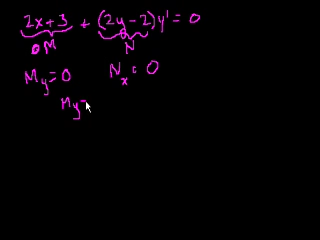 2x + 3 + (2y - 2)y' = 0
M N
My = 0 Nx = 0
My =